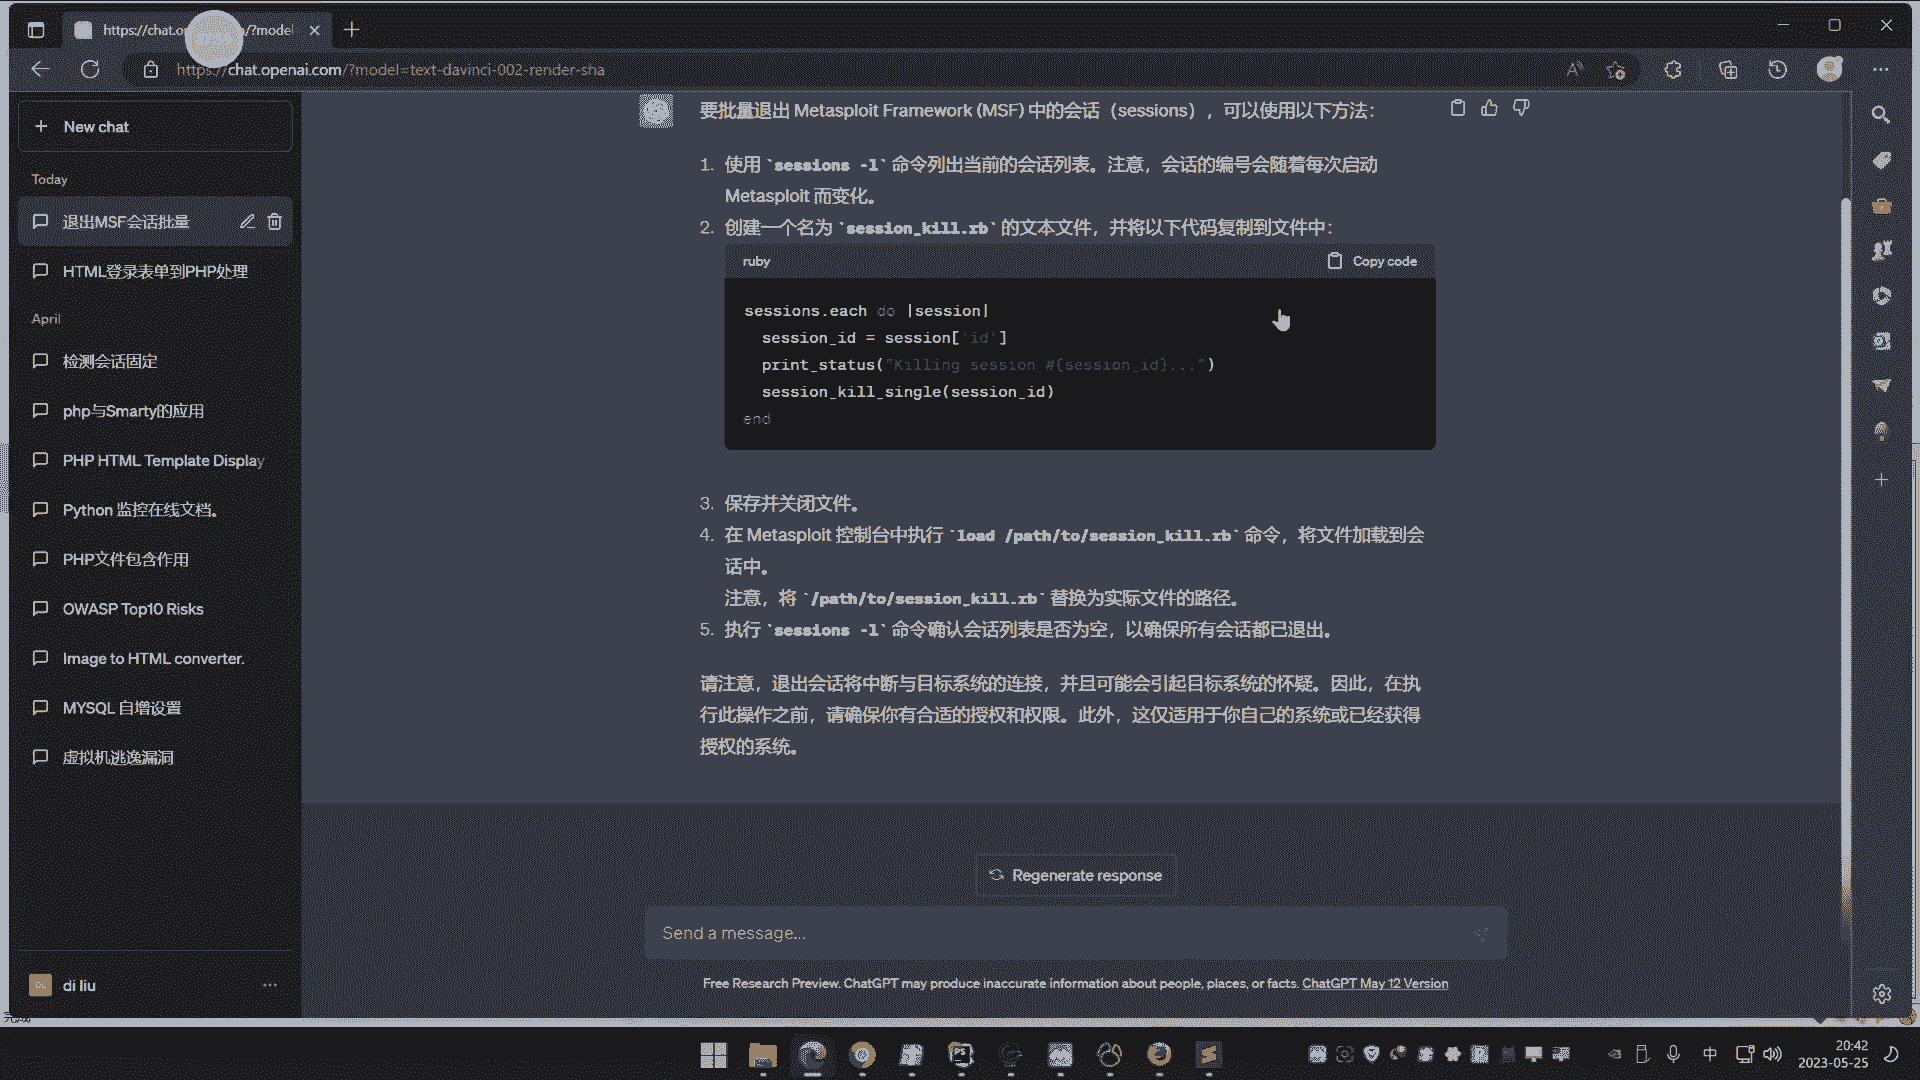 https://chat.op
/?model
https://chat.openai.com/?model=text-davinci-002-render-sha
New chat
Today
退出MSF会话批量
HTML登录表单到PHP处理
April
检测会话固定
php与Smarty的应用
PHP HTML Template Display
Python 监控在线文档。
PHP文件包含作用
OWASP Top10 Risks
Image to HTML converter.
MYSQL 自增设置
虚拟机逃逸漏洞
DL
di liu
要批量退出 Metasploit Framework (MSF) 中的会话（sessions），可以使用以下方法：
1. 使用 `sessions -l` 命令列出当前的会话列表。注意，会话的编号会随着每次启动
Metasploit 而变化。
2. 创建一个名为 `session_kill.rb` 的文本文件，并将以下代码复制到文件中：
ruby
Copy code
sessions.each do |session|
session_id = session['id']
print_status("Killing session #{session_id}...")
session_kill_single(session_id)
end
3. 保存并关闭文件。
4. 在 Metasploit 控制台中执行 `load /path/to/session_kill.rb` 命令，将文件加载到会
话中。
注意，将 `/path/to/session_kill.rb` 替换为实际文件的路径。
5. 执行 `sessions -l` 命令确认会话列表是否为空，以确保所有会话都已退出。
请注意，退出会话将中断与目标系统的连接，并且可能会引起目标系统的怀疑。因此，在执
行此操作之前，请确保你有合适的授权和权限。此外，这仅适用于你自己的系统或已经获得
授权的系统。
Regenerate response
Send a message...
Free Research Preview. ChatGPT may produce inaccurate information about people, places, or facts. ChatGPT May 12 Version
完成
PS
中
20:42
2023-05-25